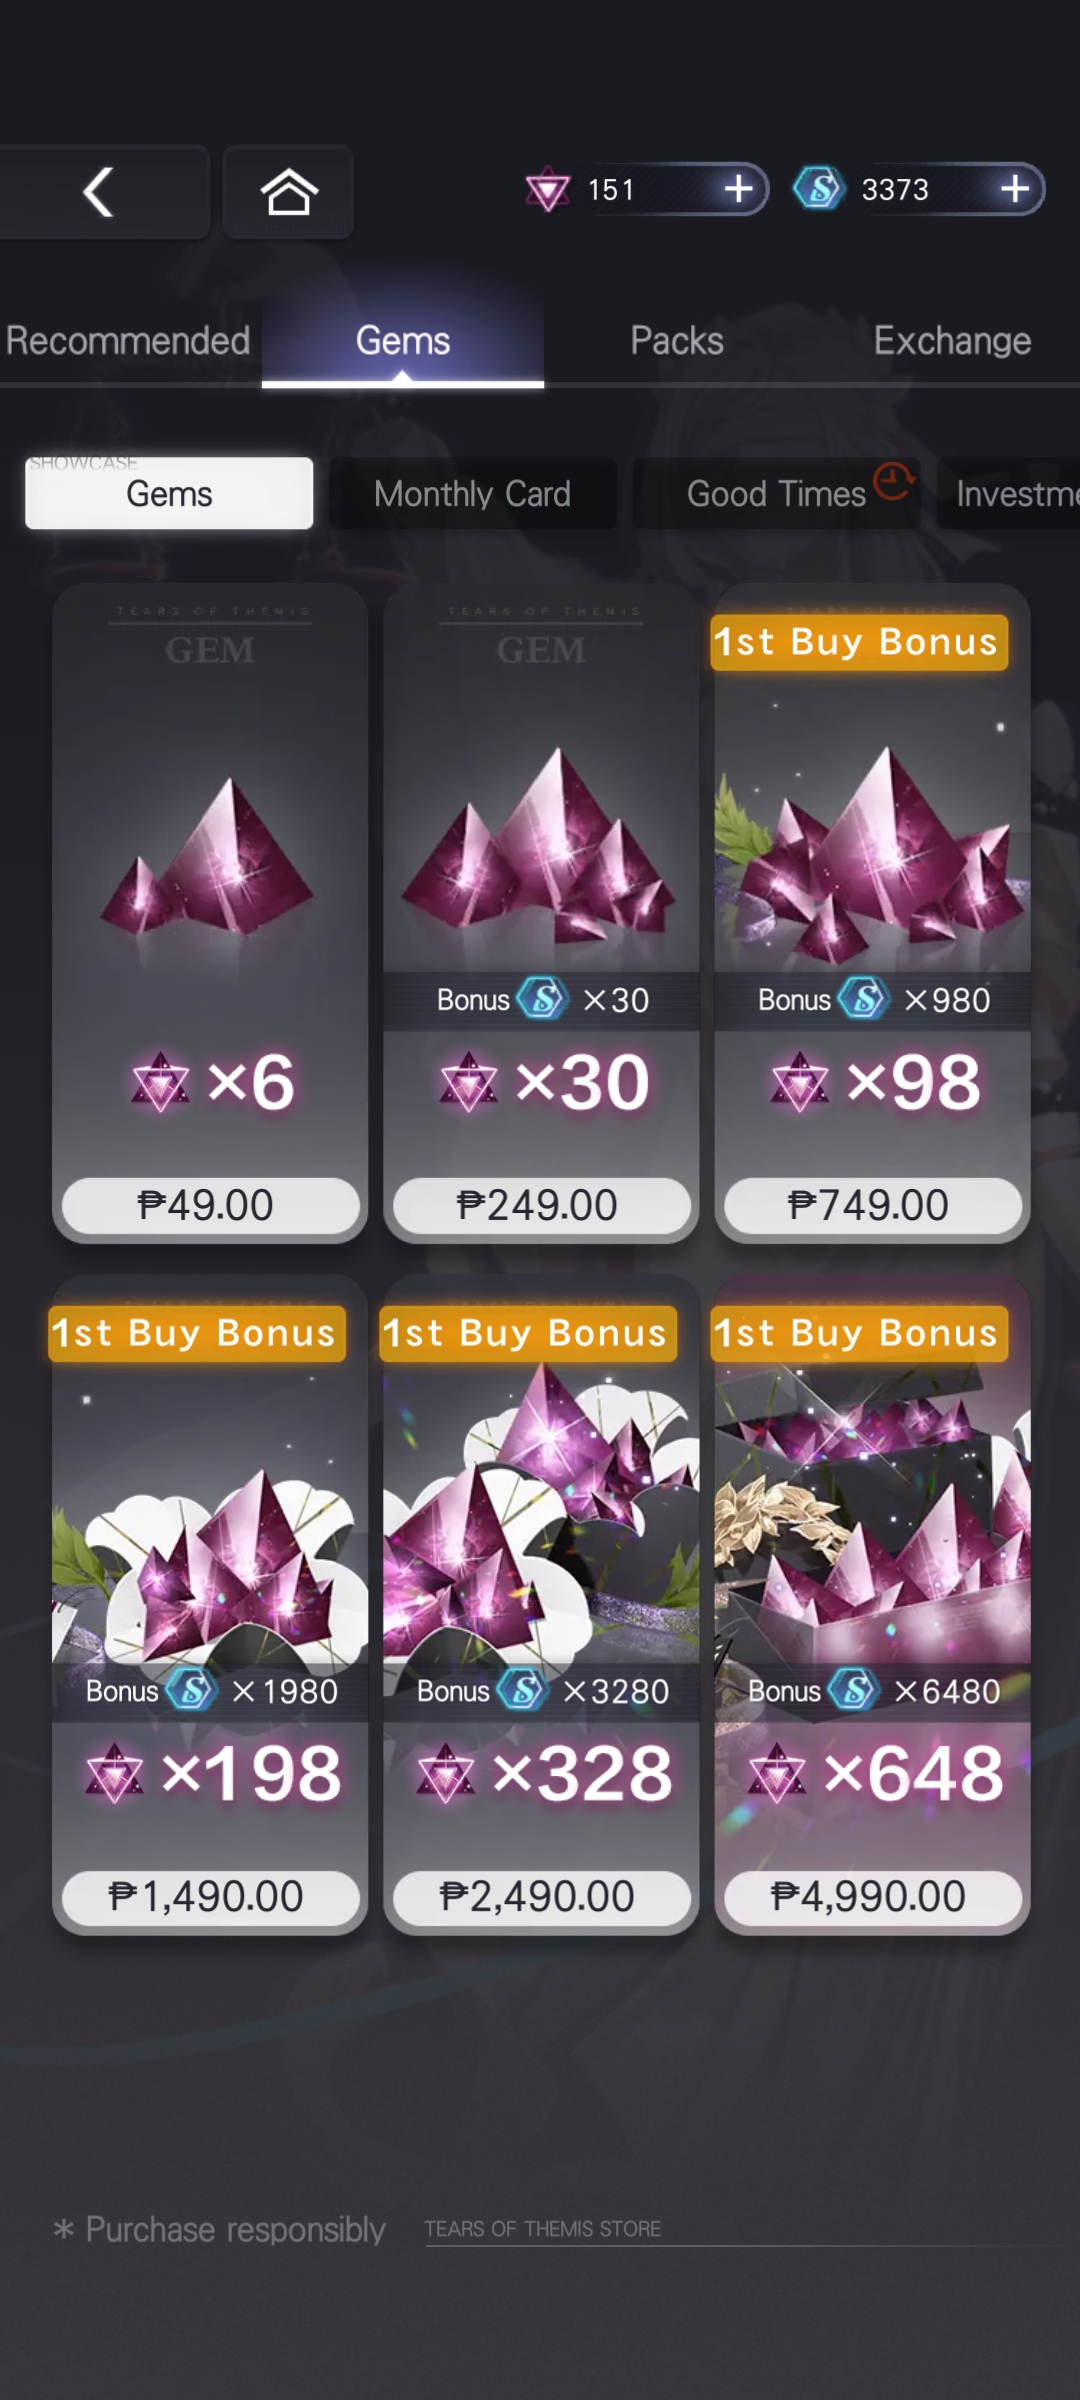 151
3373
Recommended
Gems
Packs
Exchange
SHOWCASE
Gems
Monthly Card
Good Times
Investme
TEARS OF THEMIS
GEM
×6
₱49.00
TEARS OF THEMIS
GEM
Bonus S ×30
×30
₱249.00
TEARS OF THEMIS
1st Buy Bonus
Bonus S ×980
×98
₱749.00
1st Buy Bonus
Bonus S ×1980
×198
₱1,490.00
1st Buy Bonus
Bonus S ×3280
×328
₱2,490.00
1st Buy Bonus
Bonus S ×6480
×648
₱4,990.00
* Purchase responsibly
TEARS OF THEMIS STORE